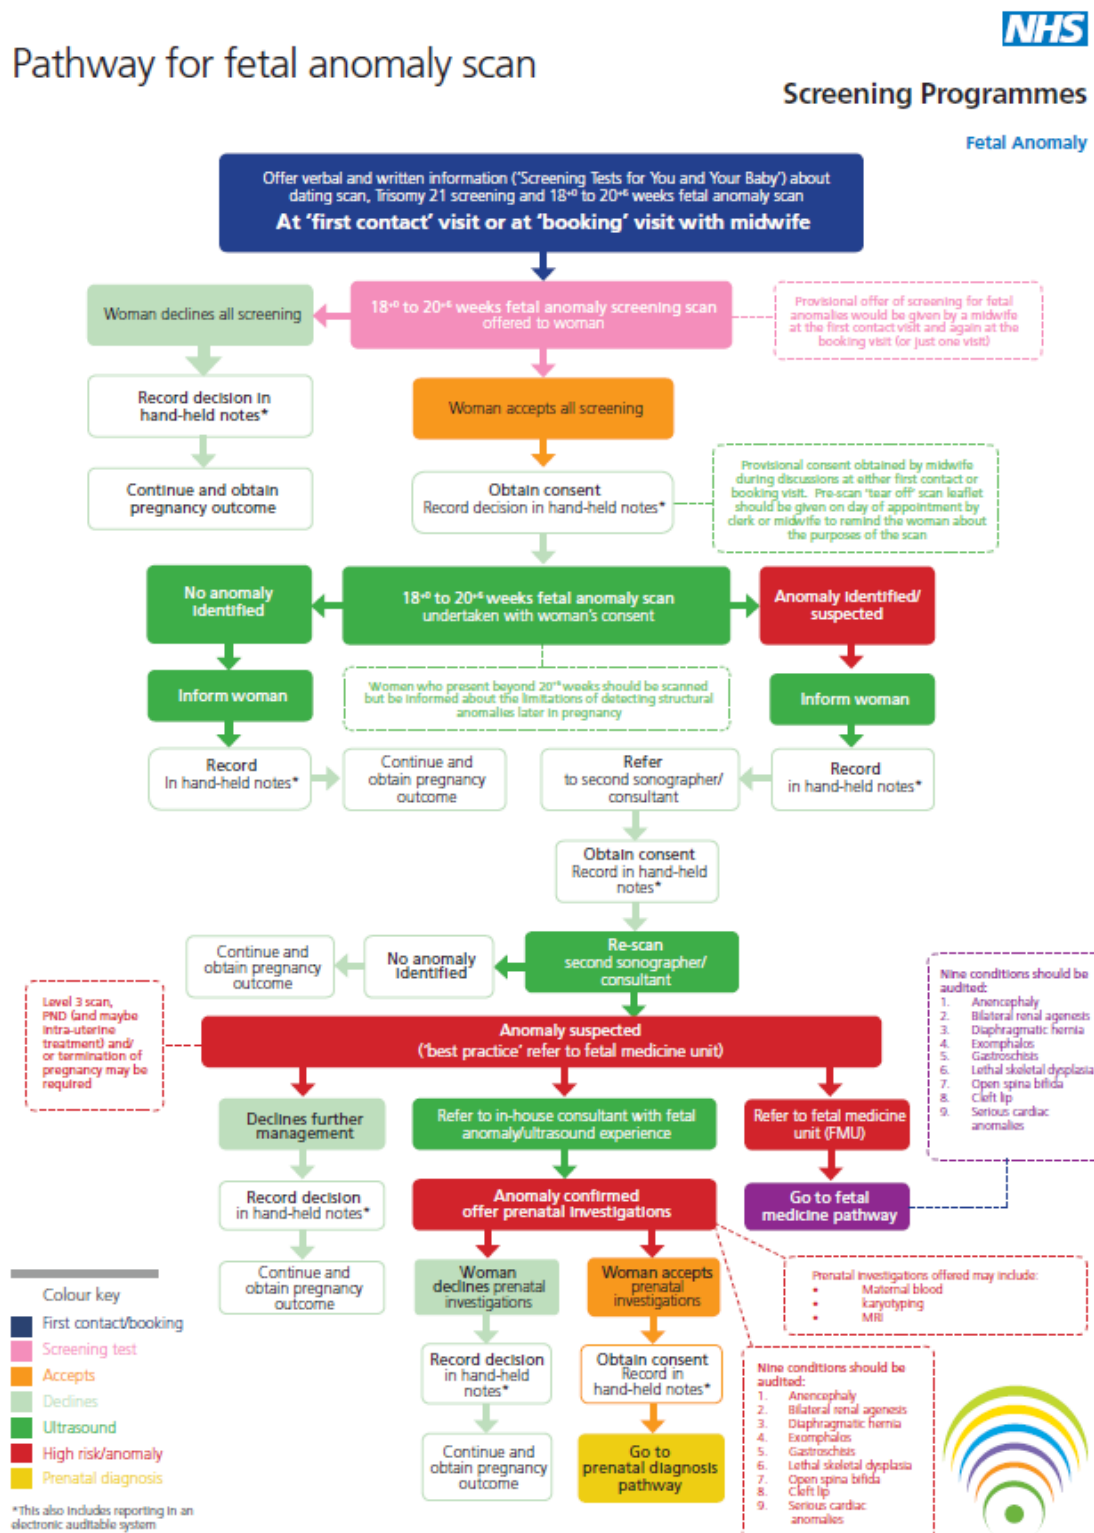 NHS
Pathway for fetal anomaly scan
Screening Programmes
Fetal Anomaly
Offer verbal and written information ('Screening Tests for You and Your Baby') about
dating scan, Trisomy 21 screening and 18+0 to 20+6 weeks fetal anomaly scan
At 'first contact' visit or at 'booking' visit with midwife
Woman declines all screening
18+0 to 20+6 weeks fetal anomaly screening scan
offered to woman
Provisional offer of screening for fetal
anomalies would be given by a midwife
at the first contact visit and again at the
booking visit (or just one visit)
Record decision in
hand-held notes*
Woman accepts all screening
Continue and obtain
pregnancy outcome
Obtain consent
Record decision in hand-held notes*
Provisional consent obtained by midwife
during discussions at either first contact or
booking visit. Pre-scan 'tear off' scan leaflet
should be given on day of appointment by
clerk or midwife to remind the woman about
the purposes of the scan
No anomaly
identified
18+0 to 20+6 weeks fetal anomaly scan
undertaken with woman's consent
Anomaly identified/
suspected
Inform woman
Women who present beyond 20+6 weeks should be scanned
but be informed about the limitations of detecting structural
anomalies later in pregnancy
Inform woman
Record
In hand-held notes*
Continue and
obtain pregnancy
outcome
Refer
to second sonographer/
consultant
Record
in hand-held notes*
Obtain consent
Record in hand-held
notes*
Continue and
obtain pregnancy
outcome
No anomaly
identified
Re-scan
second sonographer/
consultant
Nine conditions should be
audited:
1. Anencephaly
2. Bilateral renal agenesis
3. Diaphragmatic hernia
4. Exomphalos
5. Gastroschisis
6. Lethal skeletal dysplasia
7. Open spina bifida
8. Cleft lip
9. Serious cardiac
anomalies
Level 3 scan,
PND (and maybe
intra-uterine
treatment) and/
or termination of
pregnancy may be
required
Anomaly suspected
('best practice' refer to fetal medicine unit)
Declines further
management
Refer to in-house consultant with fetal
anomaly/ultrasound experience
Refer to fetal medicine
unit (FMU)
Record decision
in hand-held notes*
Anomaly confirmed
offer prenatal investigations
Go to fetal
medicine pathway
Continue and
obtain pregnancy
outcome
Woman
declines prenatal
investigations
Woman accepts
prenatal
investigations
Prenatal investigations offered may include:
• Maternal blood
• karyotyping
• MRI
Record decision
in hand-held
notes*
Obtain consent
Record in
hand-held notes*
Nine conditions should be
audited:
1. Anencephaly
2. Bilateral renal agenesis
3. Diaphragmatic hernia
4. Exomphalos
5. Gastroschisis
6. Lethal skeletal dysplasia
7. Open spina bifida
8. Cleft lip
9. Serious cardiac
anomalies
Continue and
obtain pregnancy
outcome
Go to
prenatal diagnosis
pathway
Colour key
First contact/booking
Screening test
Accepts
Declines
Ultrasound
High risk/anomaly
Prenatal diagnosis
*This also includes reporting in an
electronic auditable system